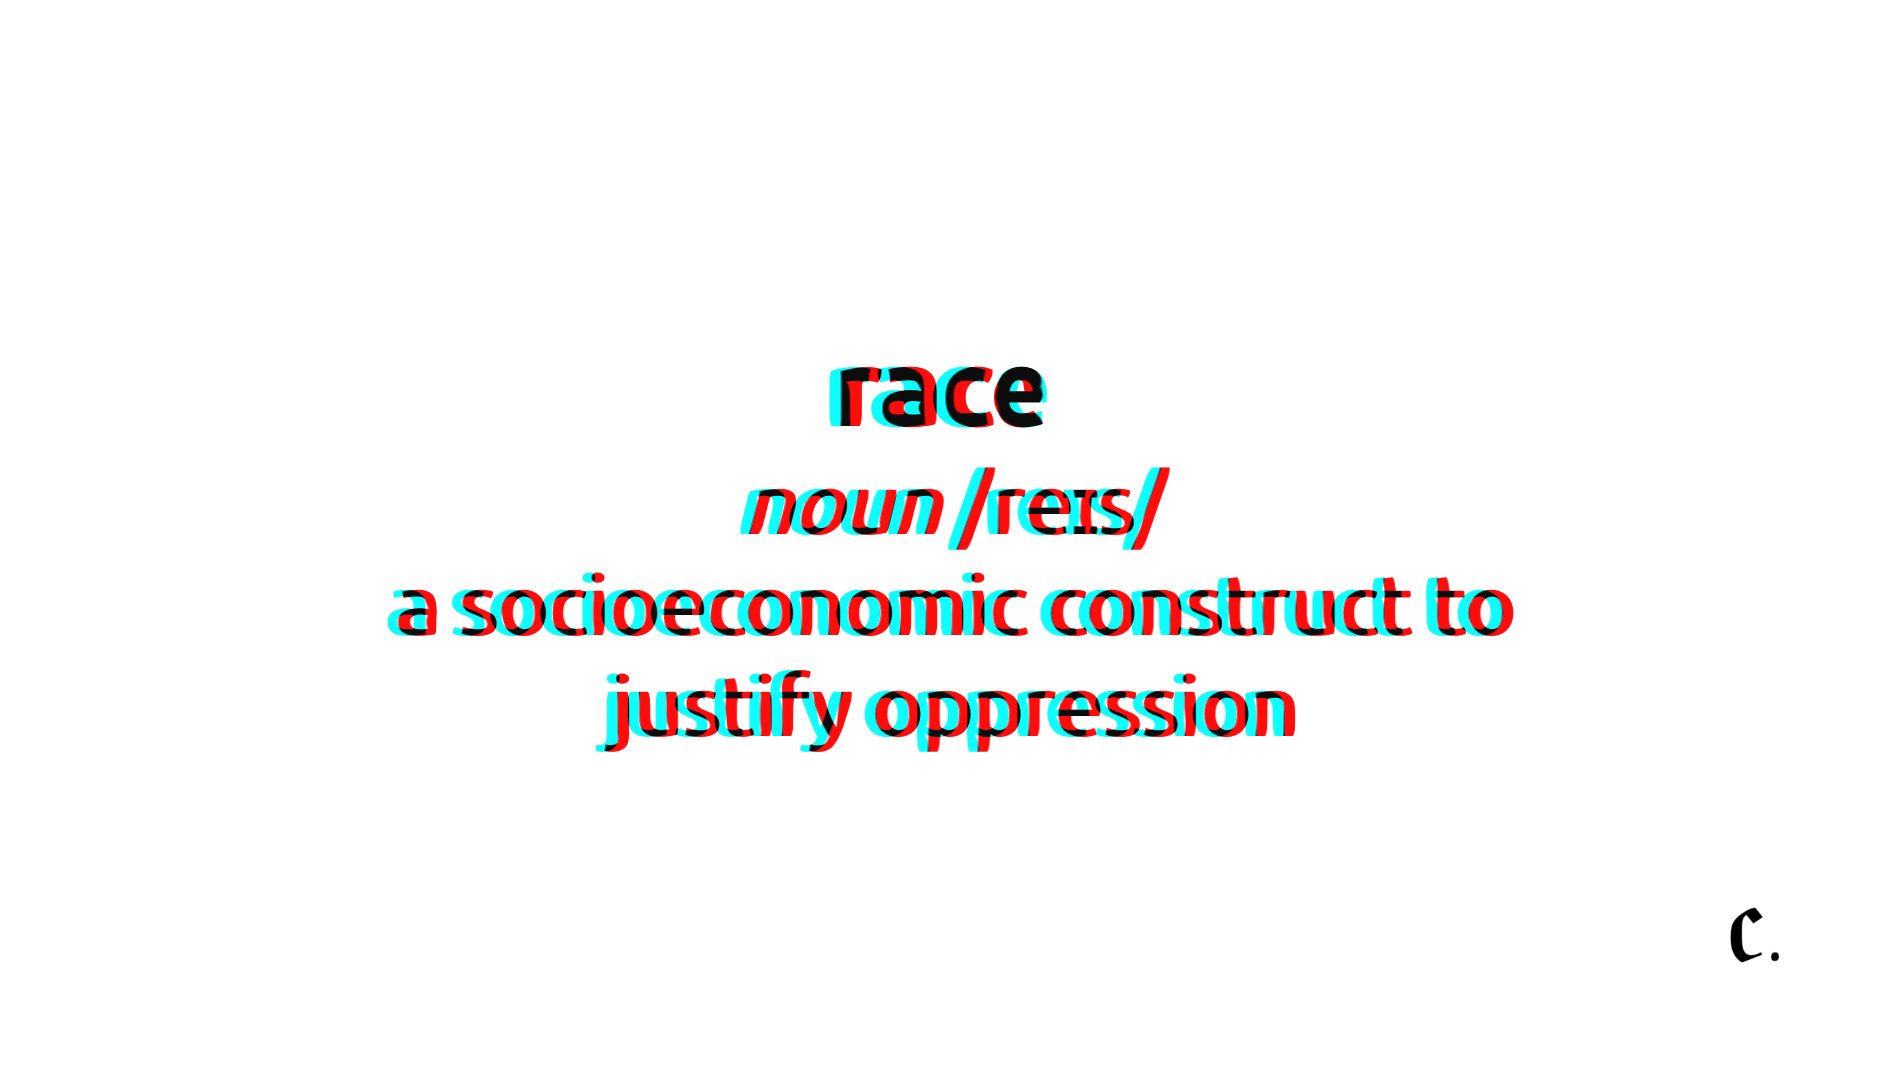 race
noun /reɪs/
a socioeconomic construct to
justify oppression
c.